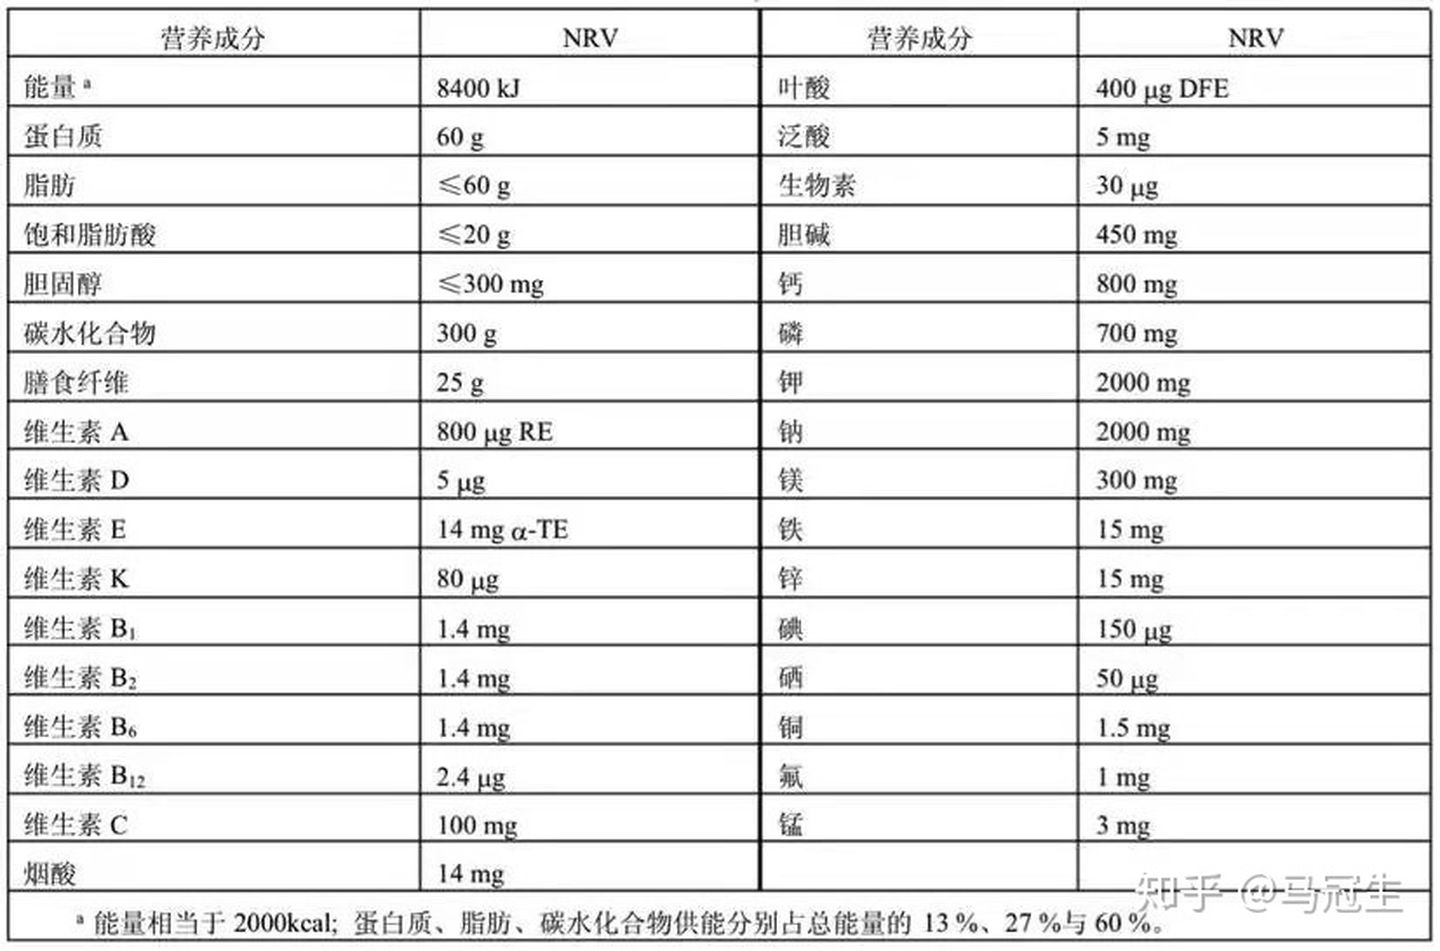 营养成分 NRV 营养成分 NRV
能量 ᵃ 8400 kJ 叶酸 400 μg DFE
蛋白质 60 g 泛酸 5 mg
脂肪 ≤60 g 生物素 30 μg
饱和脂肪酸 ≤20 g 胆碱 450 mg
胆固醇 ≤300 mg 钙 800 mg
碳水化合物 300 g 磷 700 mg
膳食纤维 25 g 钾 2000 mg
维生素 A 800 μg RE 钠 2000 mg
维生素 D 5 μg 镁 300 mg
维生素 E 14 mg α-TE 铁 15 mg
维生素 K 80 μg 锌 15 mg
维生素 B₁ 1.4 mg 碘 150 μg
维生素 B₂ 1.4 mg 硒 50 μg
维生素 B₆ 1.4 mg 铜 1.5 mg
维生素 B₁₂ 2.4 μg 氟 1 mg
维生素 C 100 mg 锰 3 mg
烟酸 14 mg
ᵃ 能量相当于 2000kcal; 蛋白质、脂肪、碳水化合物供能分别占总能量的 13 %、27 %与 60 %。
知乎 @马冠生